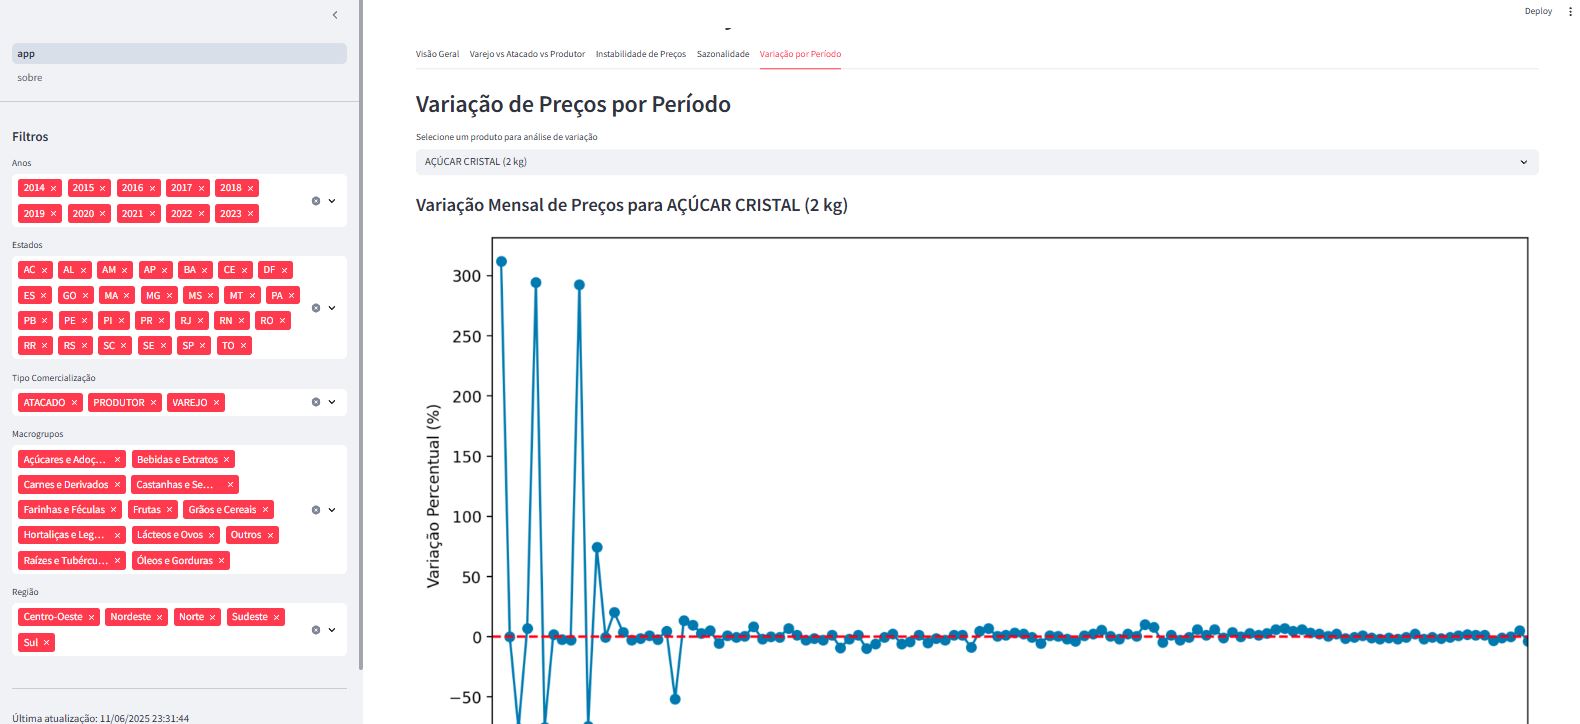 Deploy
app
sobre
Filtros
Anos
2014 × 2015 × 2016 × 2017 × 2018 ×
2019 × 2020 × 2021 × 2022 × 2023 ×
Estados
AC × AL × AM × AP × BA × CE × DF ×
ES × GO × MA × MG × MS × MT × PA ×
PB × PE × PI × PR × RJ × RN × RO ×
RR × RS × SC × SE × SP × TO ×
Tipo Comercialização
ATACADO × PRODUTOR × VAREJO ×
Macrogrupos
Açúcares e Adoç... × Bebidas e Extratos ×
Carnes e Derivados × Castanhas e Se... ×
Farinhas e Féculas × Frutas × Grãos e Cereais ×
Hortaliças e Leg... × Lácteos e Ovos × Outros ×
Raízes e Tubércu... × Óleos e Gorduras ×
Região
Centro-Oeste × Nordeste × Norte × Sudeste ×
Sul ×
Última atualização: 11/06/2025 23:31:44
Visão Geral Varejo vs Atacado vs Produtor Instabilidade de Preços Sazonalidade Variação por Período
Variação de Preços por Período
Selecione um produto para análise de variação
AÇÚCAR CRISTAL (2 kg)
Variação Mensal de Preços para AÇÚCAR CRISTAL (2 kg)
Variação Percentual (%)
300
250
200
150
100
50
0
−50